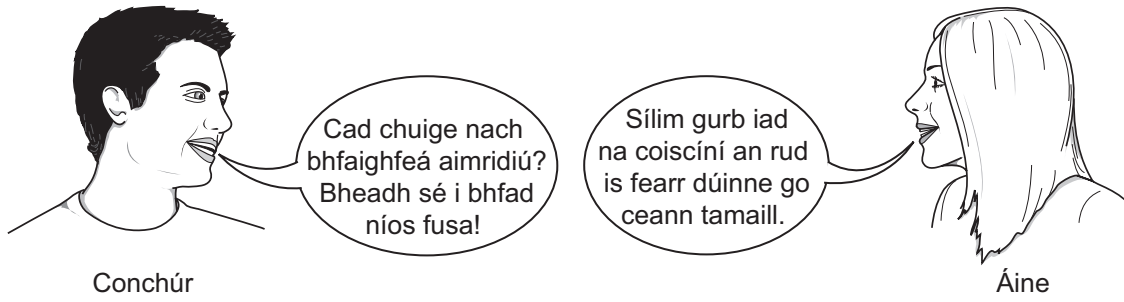 Cad chuige nach
bhfaighfeá aimridiú?
Bheadh sé i bhfad
níos fusa!
Sílim gurb iad
na coiscíní an rud
is fearr dúinne go
ceann tamaill.
Conchúr
Áine